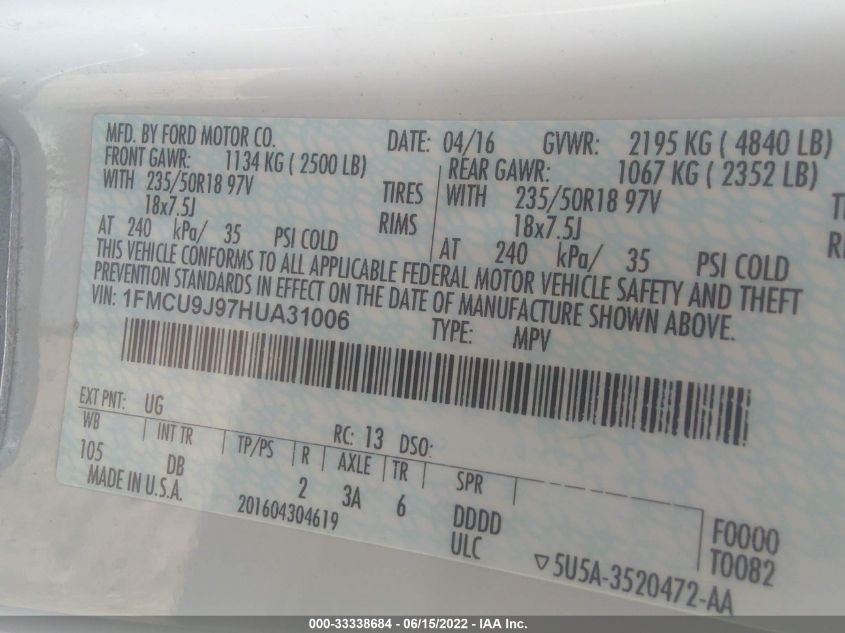 MFD. BY FORD MOTOR CO. DATE: 04/16 GVWR: 2195 KG ( 4840 LB)
FRONT GAWR: 1134 KG ( 2500 LB) REAR GAWR: 1067 KG ( 2352 LB)
WITH 235/50R18 97V TIRES WITH 235/50R18 97V
18x7.5J RIMS 18x7.5J
AT 240 kPa/ 35 PSI COLD AT 240 kPa/ 35 PSI COLD
THIS VEHICLE CONFORMS TO ALL APPLICABLE FEDERAL MOTOR VEHICLE SAFETY AND THEFT
PREVENTION STANDARDS IN EFFECT ON THE DATE OF MANUFACTURE SHOWN ABOVE.
VIN: 1FMCU9J97HUA31006 TYPE: MPV
EXT PNT: UG RC: 13 DSO:
WB INT TR TP/PS R AXLE TR SPR
105 DB 2 3A 6 DDDD F0000
MADE IN U.S.A. 201604304619 ULC T0082
▽5U5A-3520472-AA
000-33338684 - 06/15/2022 - IAA Inc.